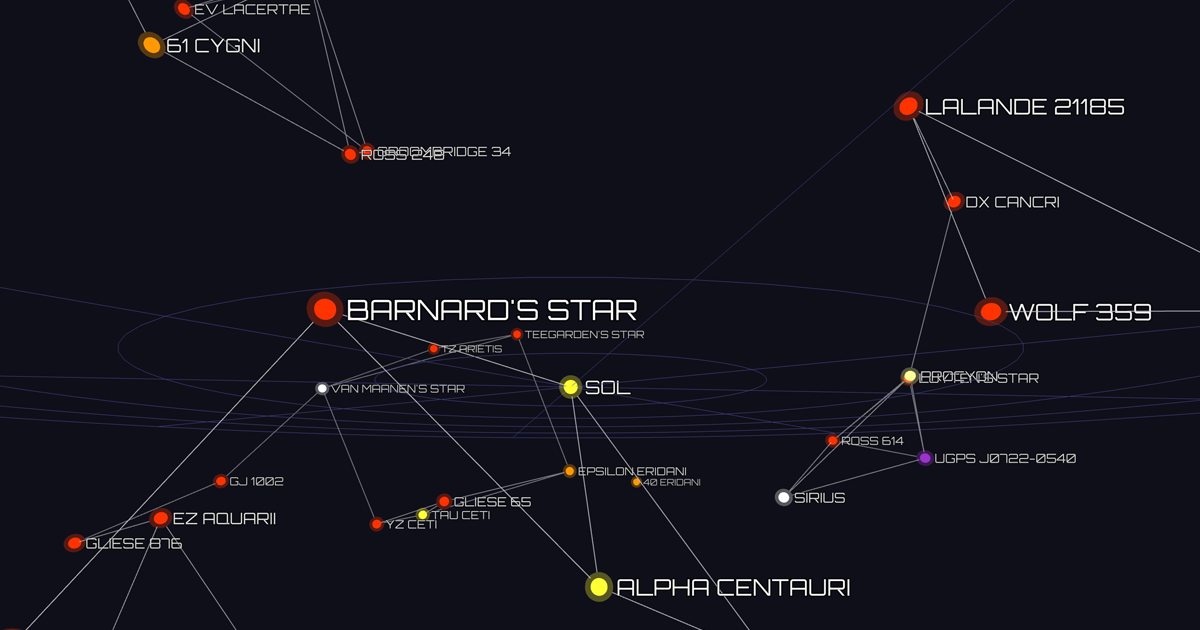 EV LACERTAE
61 CYGNI
LALANDE 21185
GROOMBRIDGE 34
ROSS 248
DX CANCRI
BARNARD'S STAR
WOLF 359
TEEGARDEN'S STAR
TZ ARIETIS
PROCYON
STAR
SOL
VAN MAANEN'S STAR
ROSS 614
UGPS J0722-0540
EPSILON ERIDANI
GJ 1002
40 ERIDANI
SIRIUS
GLIESE 65
TAU CETI
EZ AQUARII
YZ CETI
GLIESE 876
ALPHA CENTAURI